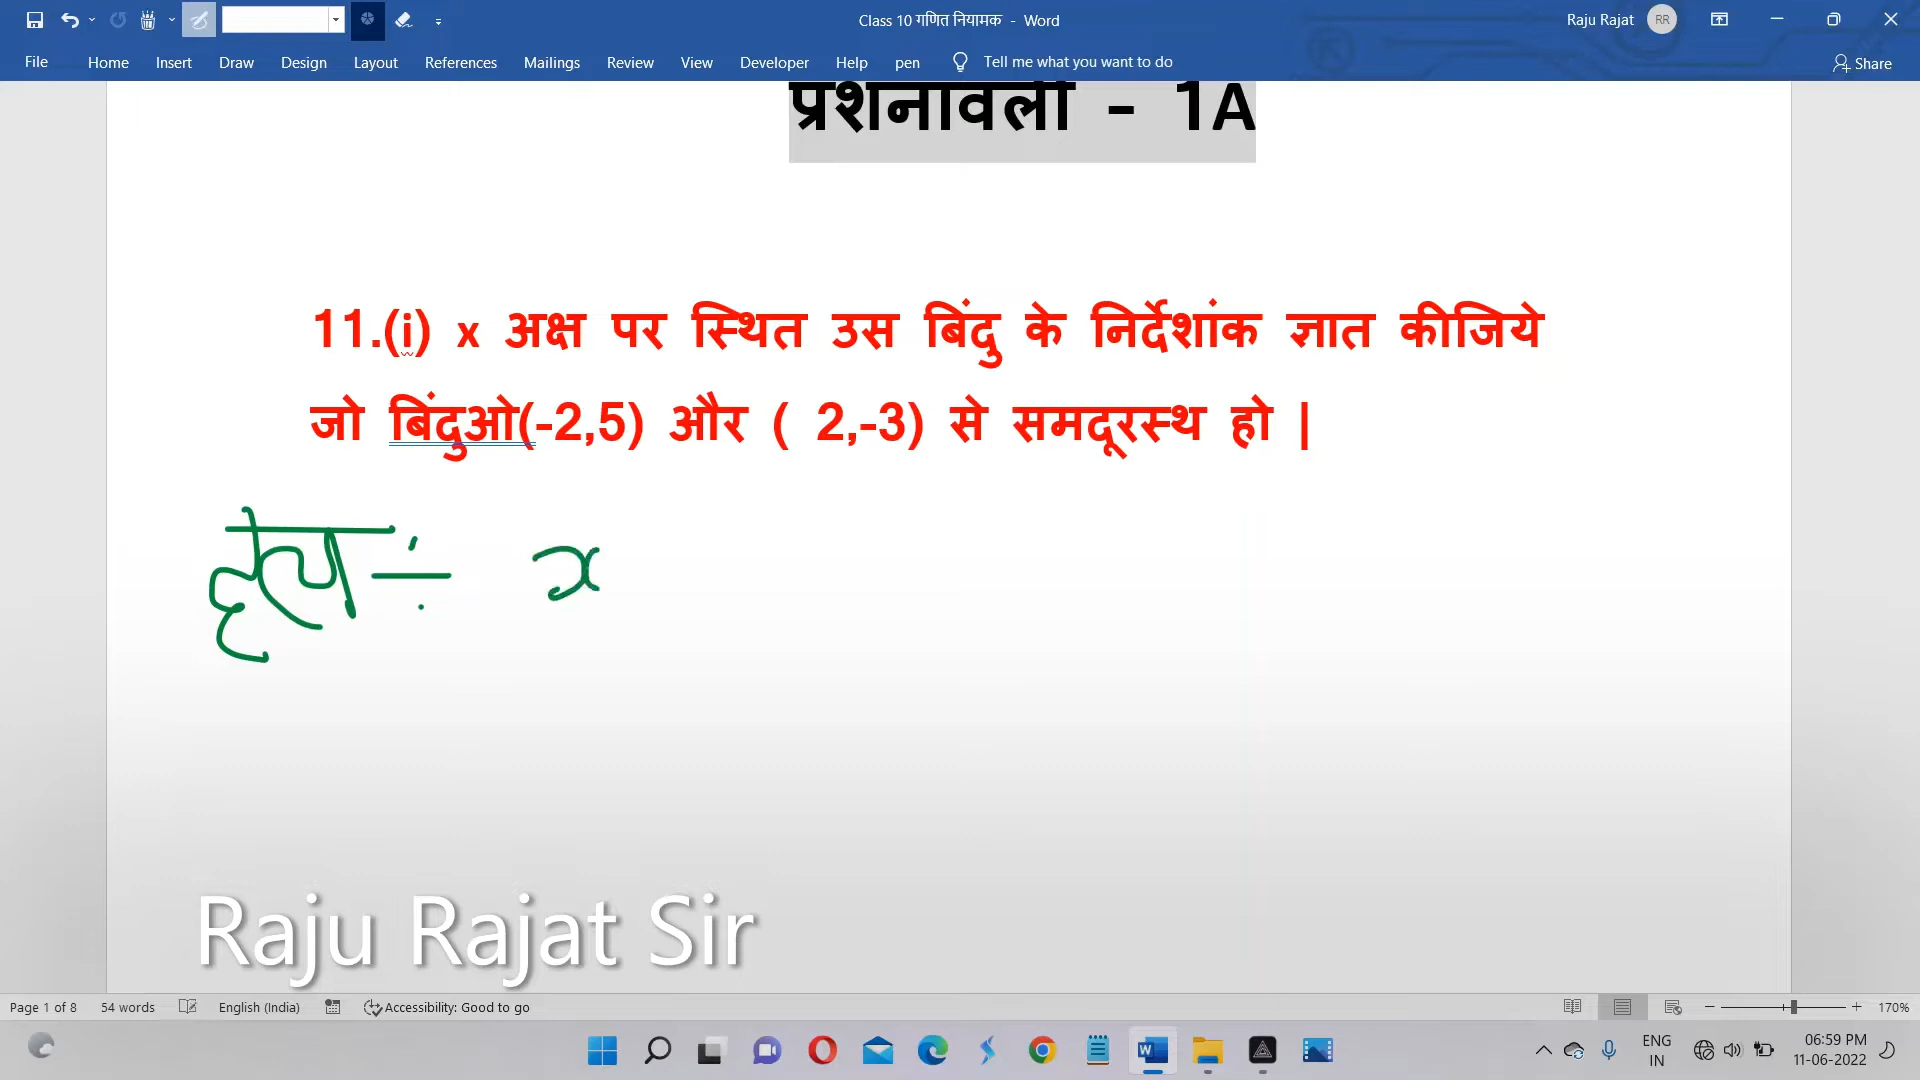 Class 10 गणित नियामक - Word
Raju Rajat RR
File Home Insert Draw Design Layout References Mailings Review View Developer Help pen Tell me what you want to do Share
प्रशनावली - 1A
11.(i) x अक्ष पर स्थित उस बिंदु के निर्देशांक ज्ञात कीजिये
जो बिंदुओ(-2,5) और ( 2,-3) से समदूरस्थ हो |
x
Raju Rajat Sir
Page 1 of 8 54 words English (India) Accessibility: Good to go 170%
ENG 06:59 PM
IN 11-06-2022